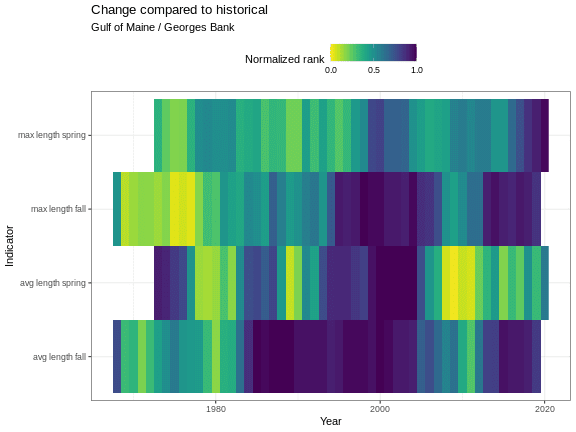 Change compared to historical
Gulf of Maine / Georges Bank
Normalized rank
0.0 0.5 1.0
Indicator
max length spring
max length fall
avg length spring
avg length fall
1980 2000 2020
Year